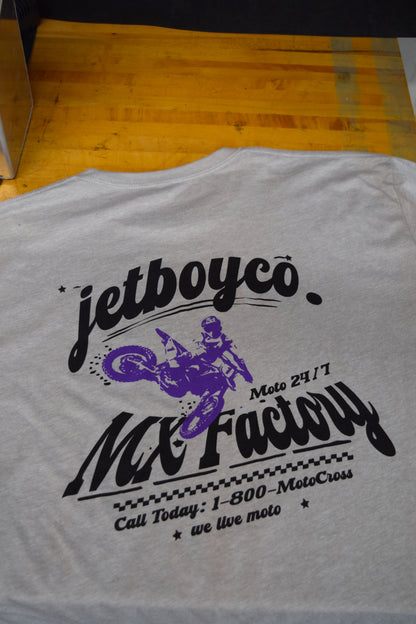 jetboyco.
Moto 24/7
MX Factory
Call Today: 1-800-MotoCross
we live moto